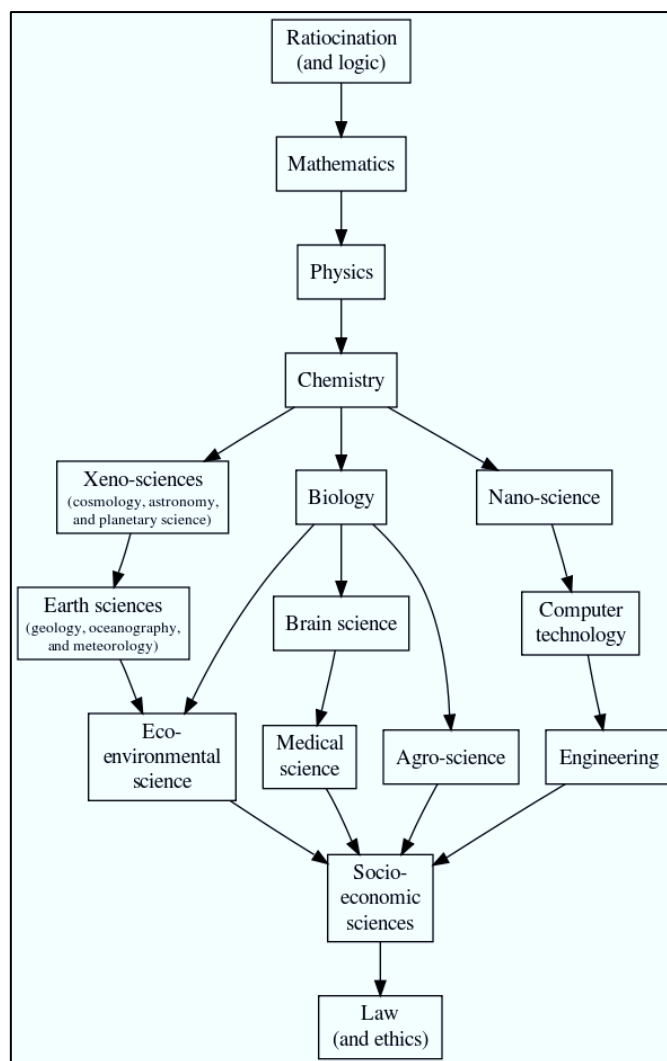 Ratiocination
(and logic)
Mathematics
Physics
Chemistry
Xeno-sciences
(cosmology, astronomy,
and planetary science)
Biology
Nano-science
Earth sciences
(geology, oceanography,
and meteorology)
Brain science
Computer
technology
Eco-
environmental
science
Medical
science
Agro-science
Engineering
Socio-
economic
sciences
Law
(and ethics)